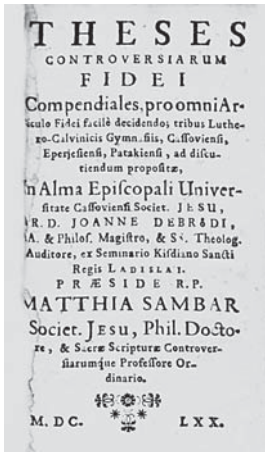 THESES
CONTROVERSIARUM
FIDEI
Compendiales, pro omni Ar-
ticulo Fidei facilè decidendo; tribus Luthe-
ro-Calvinicis Gymnasiis, Cassoviensi,
Eperjesiensi, Patakiensi, ad discu-
tiendum propositæ,
In Alma Episcopali Univer-
sitate Cassoviensi Societ. JESU,
R. D. JOANNE DEBRŐDI,
AA. & Philos. Magistro, & SS. Theolog.
Auditore, ex Seminario Kisdiano Sancti
Regis LADISLAI.
PRÆSIDE R. P.
MATTHIA SAMBAR
Societ. JESU, Phil. Docto-
re, & Sacræ Scripturæ Controver-
siarumque Professore Or-
dinario.
M. DC. LXX.